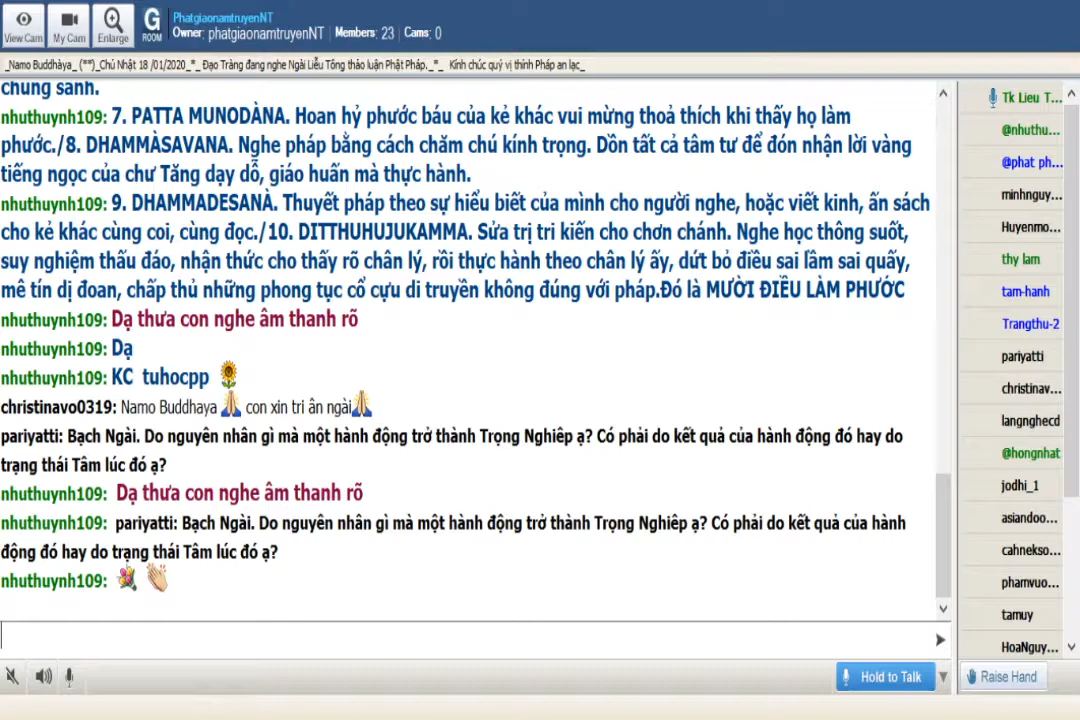 View Cam
My Cam
Enlarge
G
ROOM
PhatgiaonamtruyenNT
Owner: phatgiaonamtruyenNT | Members: 23 | Cams: 0
_Namo Buddhàya_ (**)_Chủ Nhật 18 /01/2020_*_ Đạo Tràng đang nghe Ngài Liễu Tông thảo luận Phật Pháp._*_ Kính chúc quý vị thính Pháp an lạc_
chúng sanh.
nhuthuynh109: 7. PATTA MUNODÀNA. Hoan hỷ phước báu của kẻ khác vui mừng thoả thích khi thấy họ làm
phước./8. DHAMMÀSAVANA. Nghe pháp bằng cách chăm chú kính trọng. Dồn tất cả tâm tư để đón nhận lời vàng
tiếng ngọc của chư Tăng dạy dỗ, giáo huấn mà thực hành.
nhuthuynh109: 9. DHAMMADESANÀ. Thuyết pháp theo sự hiểu biết của mình cho người nghe, hoặc viết kinh, ấn sách
cho kẻ khác cùng coi, cùng đọc./10. DITTHUHUJUKAMMA. Sửa trị tri kiến cho chơn chánh. Nghe học thông suốt,
suy nghiệm thấu đáo, nhận thức cho thấy rõ chân lý, rồi thực hành theo chân lý ấy, dứt bỏ điều sai lầm sai quấy,
mê tín dị đoan, chấp thủ những phong tục cổ cựu di truyền không đúng với pháp.Đó là MƯỜI ĐIỀU LÀM PHƯỚC
nhuthuynh109: Dạ thưa con nghe âm thanh rõ
nhuthuynh109: Dạ
nhuthuynh109: KC tuhocpp 🌻
christinavo0319: Namo Buddhaya 🙏 con xin tri ân ngài🙏
pariyatti: Bạch Ngài. Do nguyên nhân gì mà một hành động trở thành Trọng Nghiêp ạ? Có phải do kết quả của hành động đó hay do
trạng thái Tâm lúc đó ạ?
nhuthuynh109: Dạ thưa con nghe âm thanh rõ
nhuthuynh109: pariyatti: Bạch Ngài. Do nguyên nhân gì mà một hành động trở thành Trọng Nghiêp ạ? Có phải do kết quả của hành
động đó hay do trạng thái Tâm lúc đó ạ?
nhuthuynh109: 💐 👏
Hold to Talk
Tk Lieu T...
@nhuthu...
@phat ph...
minhnguy...
Huyenmo...
thy lam
tam-hanh
Trangthu-2
pariyatti
christinav...
langnghecd
@hongnhat
jodhi_1
asiandoo...
cahnekso...
phamvuo...
tamuy
HoaNguy...
Raise Hand